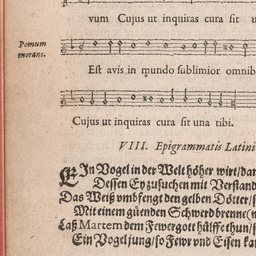 vum Cujus ut inquiras cura sit u
Pomum
morans.
Est avis in mundo sublimior omnib
Cujus ut inquiras cura sit una tibi.
VIII. Epigrammatis Latini
EIn Vogel in der Welt höher wirt/dar
Dessen Ey zusuchen mit Verstand
Das Weiß umbfengt den gelben Dötter/s
Mit einem güenden Schwerd brenne(n
Laß Martem dem Fewergott hülffe thun/s
Ein Vogel jung/so Fewr und Eisen ka